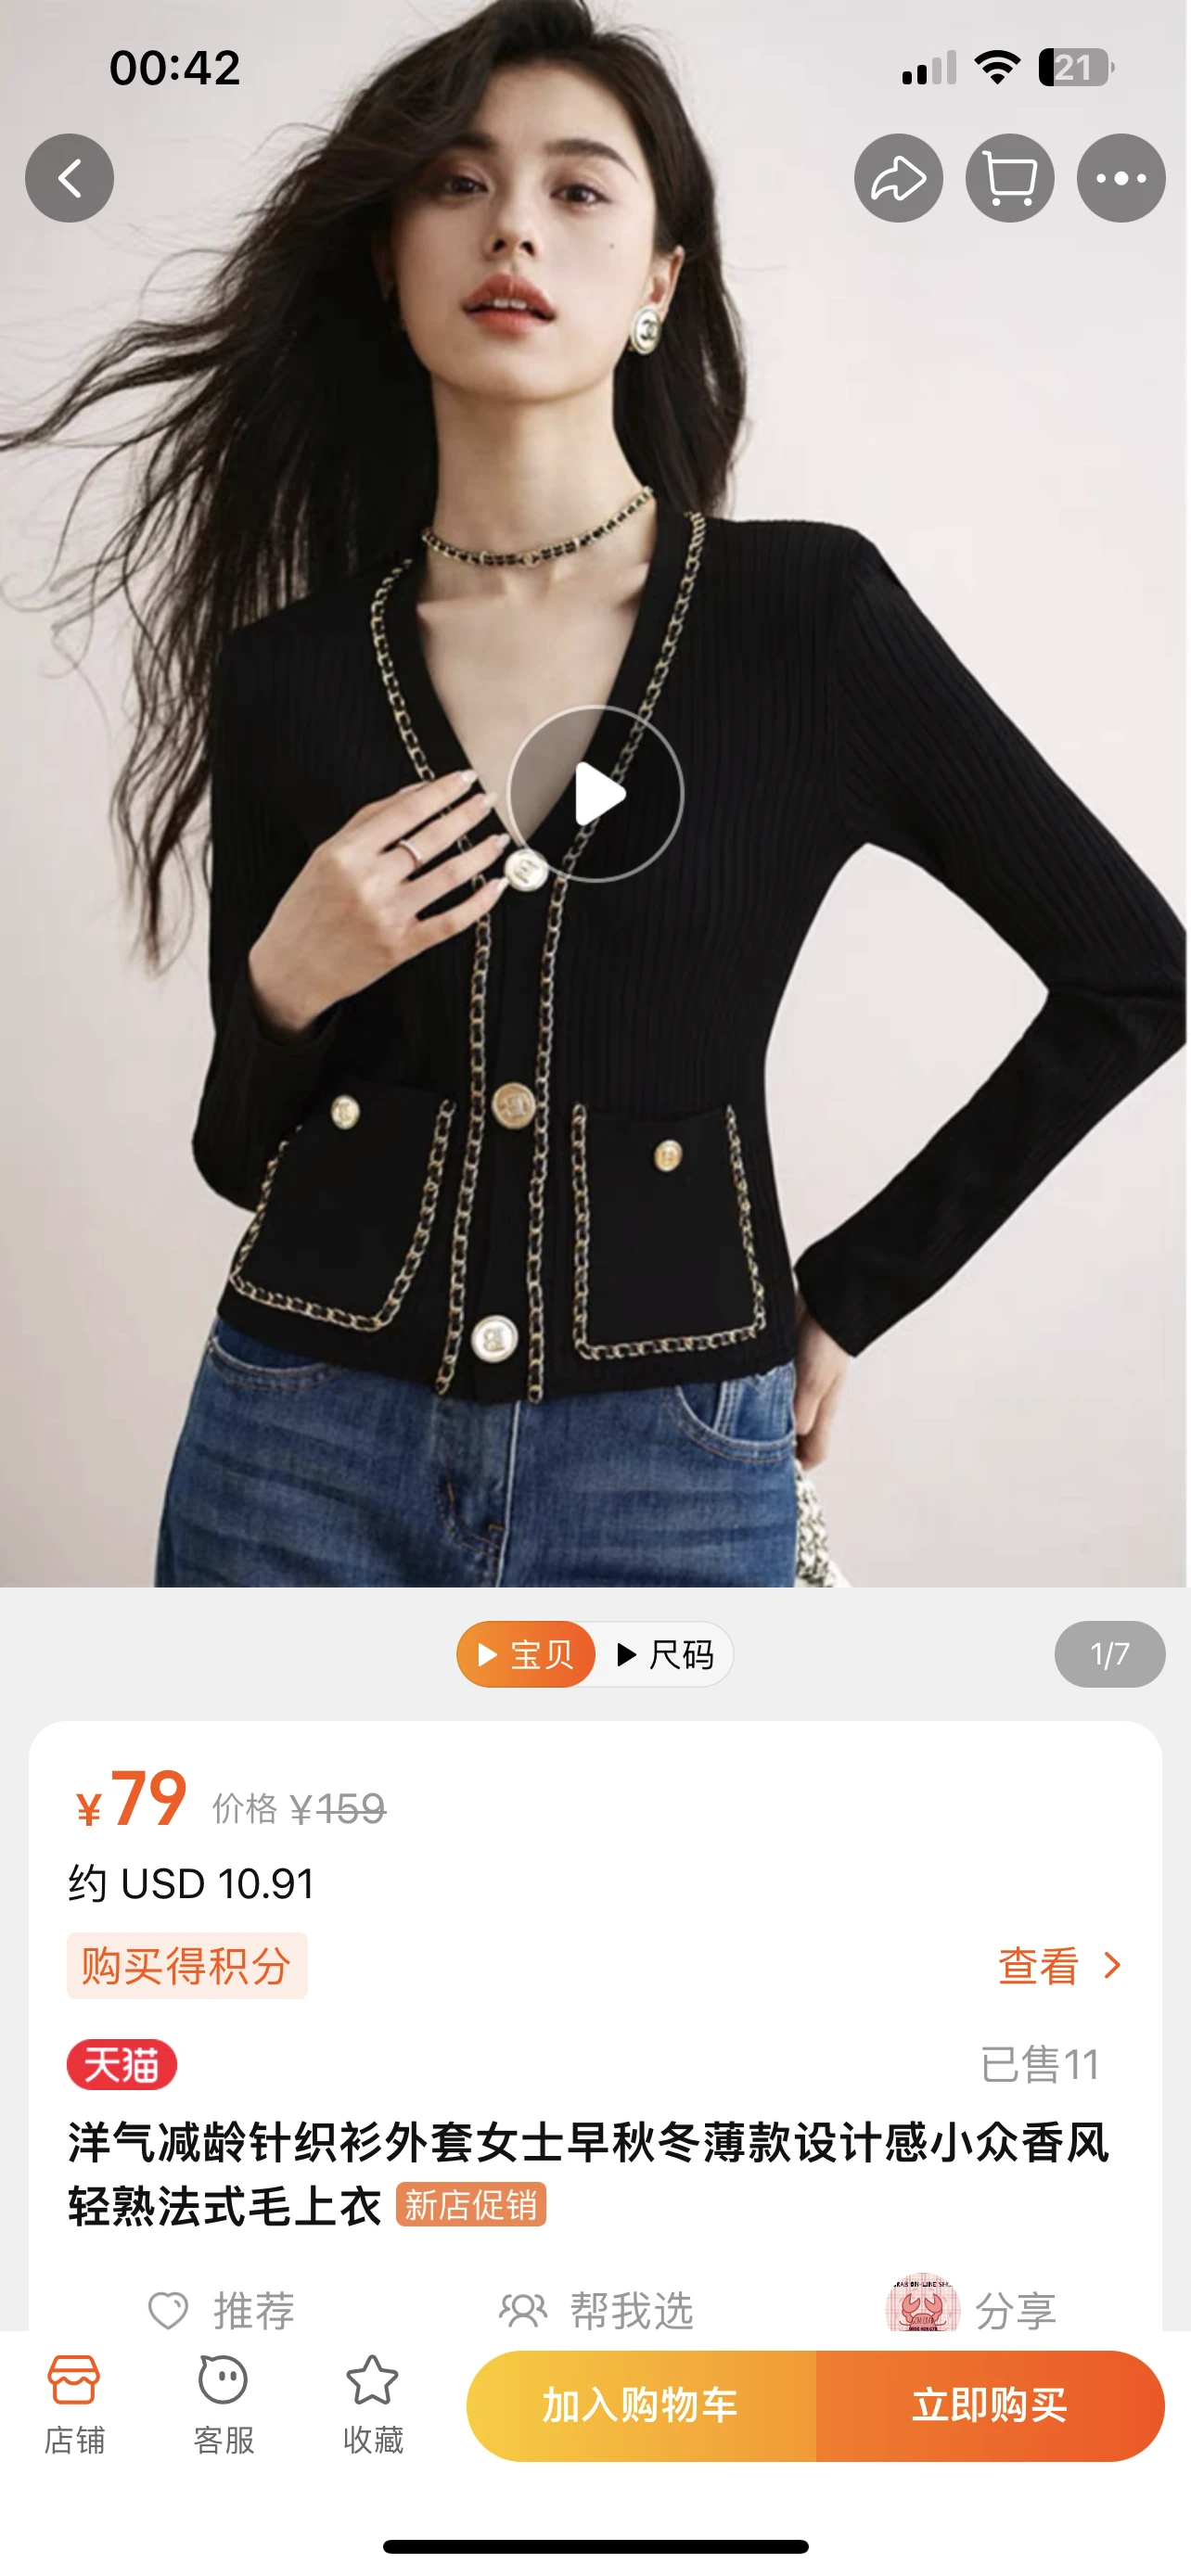 00:42
21
宝贝
尺码
1/7
¥79 价格 ¥159
约 USD 10.91
购买得积分
查看
天猫
已售11
洋气减龄针织衫外套女士早秋冬薄款设计感小众香风
轻熟法式毛上衣 新店促销
推荐
帮我选
分享
店铺
客服
收藏
加入购物车
立即购买